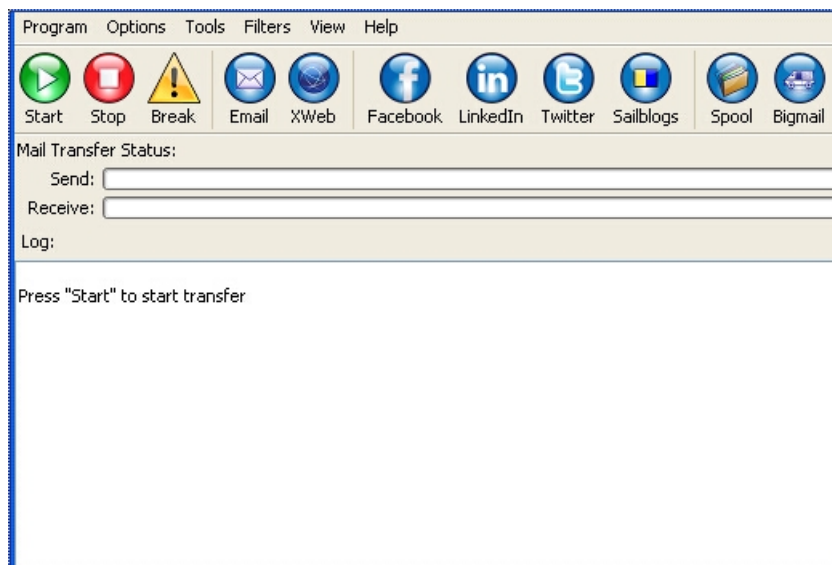 Program Options Tools Filters View Help
Start Stop Break Email XWeb Facebook LinkedIn Twitter Sailblogs Spool Bigmail
Mail Transfer Status:
Send:
Receive:
Log:
Press "Start" to start transfer